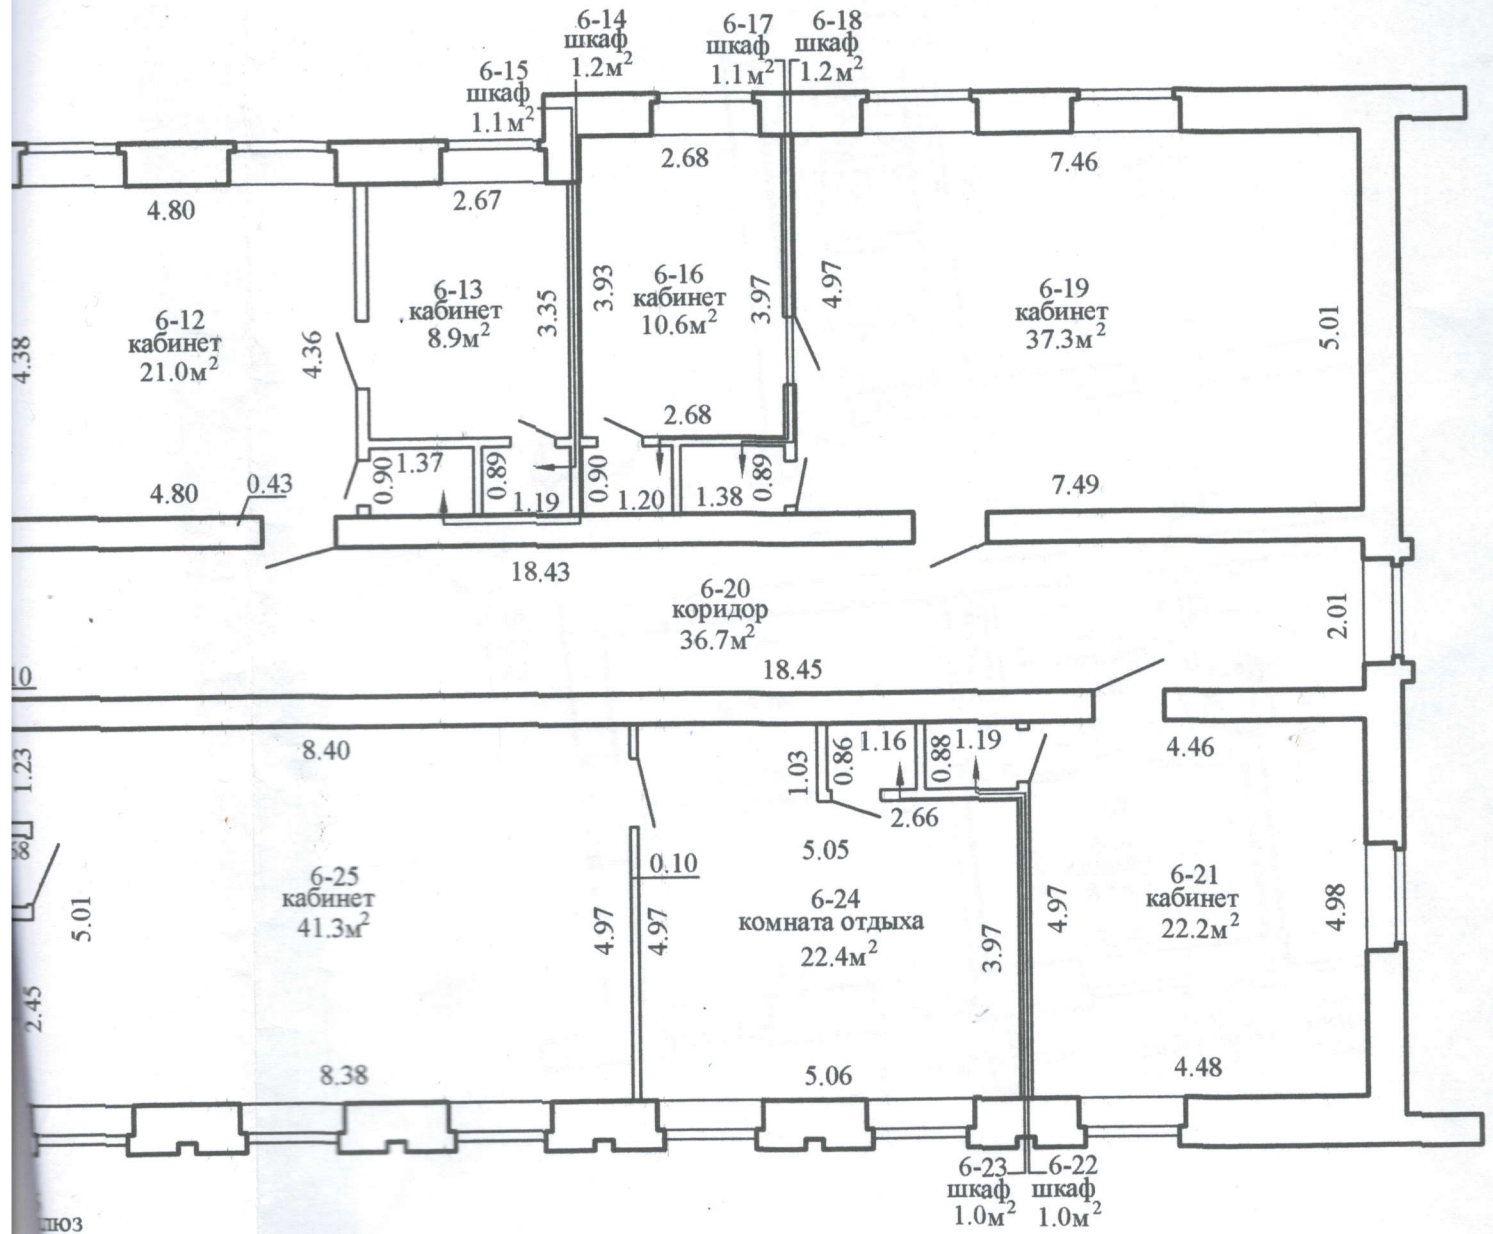 6-14
шкаф
1.2м²
6-17
шкаф
1.1м²
6-18
шкаф
1.2м²
6-15
шкаф
1.1м²
4.80
2.67
2.68
7.46
4.38
6-12
кабинет
21.0м²
4.36
6-13
кабинет
8.9м²
3.35
3.93
6-16
кабинет
10.6м²
3.97
4.97
6-19
кабинет
37.3м²
5.01
2.68
4.80
0.43
0.90
1.37
0.89
1.19
0.90
1.20
1.38
0.89
7.49
18.43
6-20
коридор
36.7м²
2.01
10
18.45
1.23
8.40
1.03
0.86
1.16
0.88
1.19
4.46
2.66
5.05
0.10
6-25
кабинет
41.3м²
5.01
4.97
4.97
6-24
комната отдыха
22.4м²
3.97
4.97
6-21
кабинет
22.2м²
4.98
2.45
8.38
5.06
4.48
6-23
шкаф
1.0м²
6-22
шкаф
1.0м²